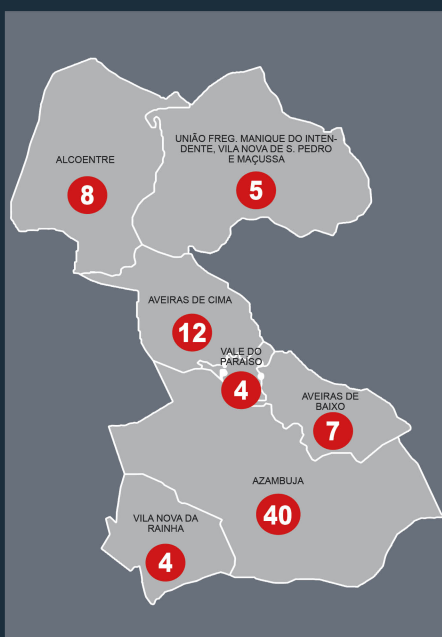 UNIÃO FREG. MANIQUE DO INTEN-
DENTE, VILA NOVA DE S. PEDRO
E MAÇUSSA
5
ALCOENTRE
8
AVEIRAS DE CIMA
12
VALE DO
PARAÍSO
4
AVEIRAS DE
BAIXO
7
AZAMBUJA
40
VILA NOVA DA
RAINHA
4